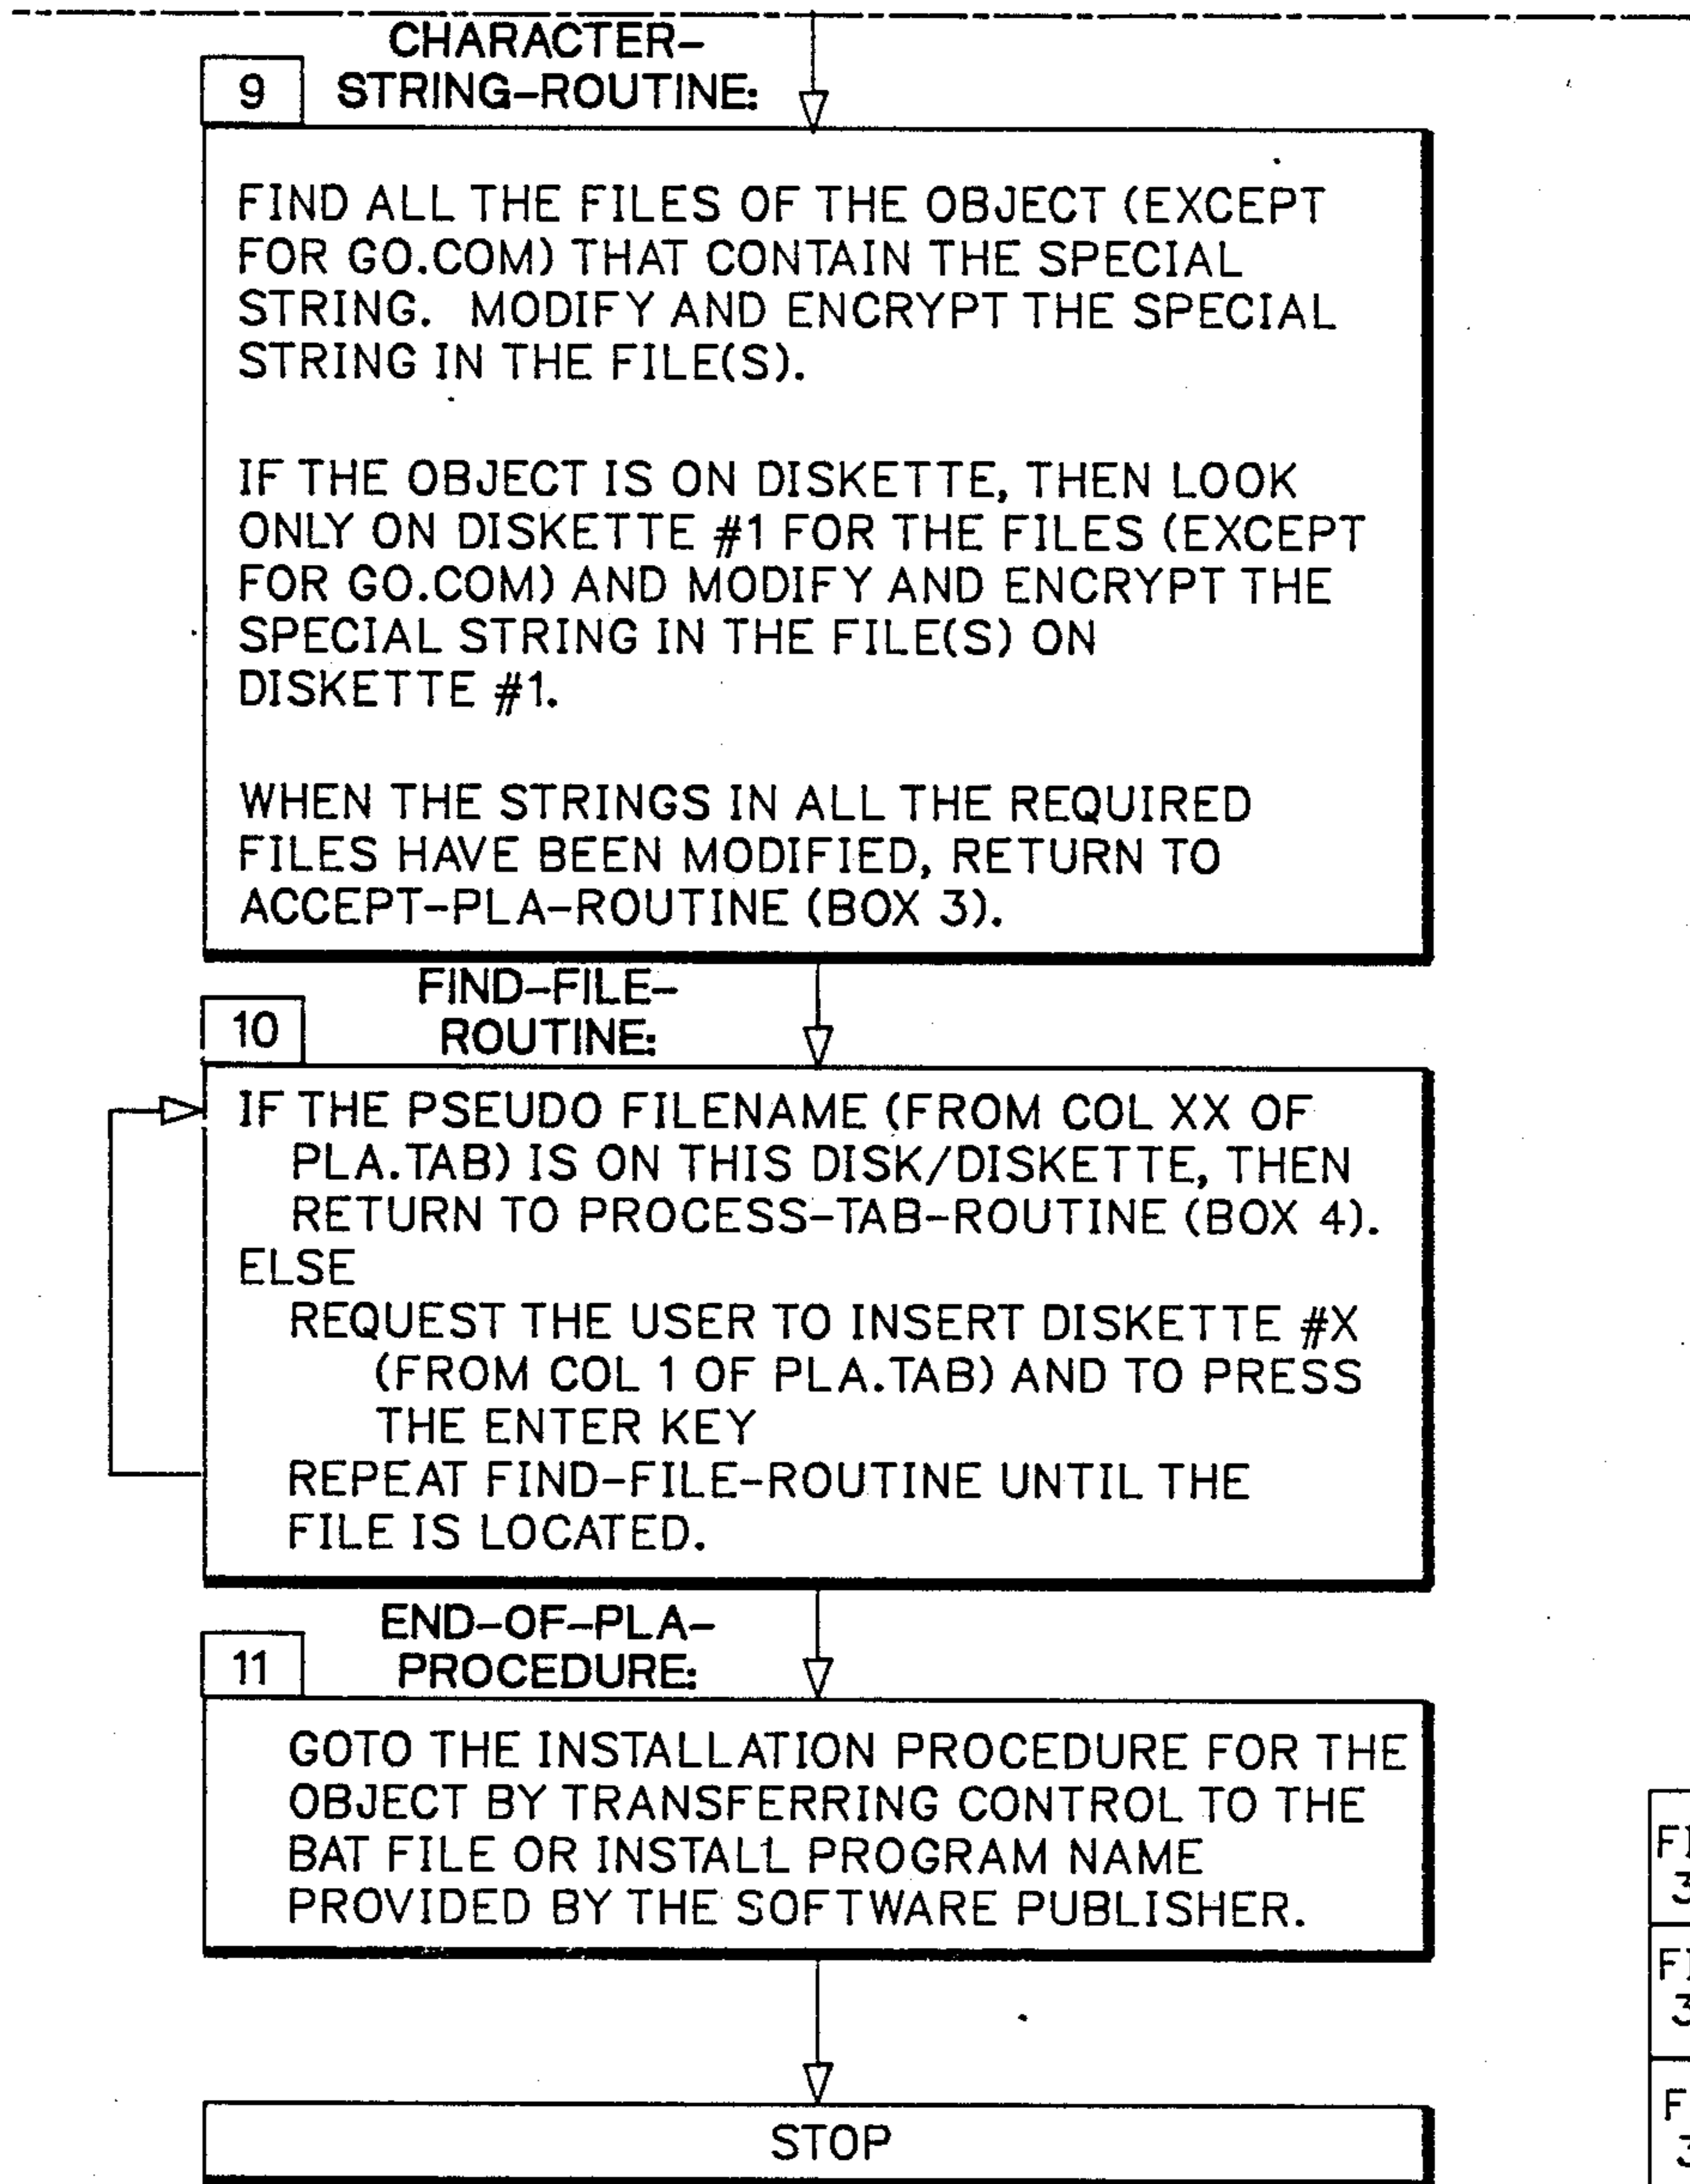 CHARACTER-
9 STRING-ROUTINE:
FIND ALL THE FILES OF THE OBJECT (EXCEPT
FOR GO.COM) THAT CONTAIN THE SPECIAL
STRING. MODIFY AND ENCRYPT THE SPECIAL
STRING IN THE FILE(S).
IF THE OBJECT IS ON DISKETTE, THEN LOOK
ONLY ON DISKETTE #1 FOR THE FILES (EXCEPT
FOR GO.COM) AND MODIFY AND ENCRYPT THE
SPECIAL STRING IN THE FILE(S) ON
DISKETTE #1.
WHEN THE STRINGS IN ALL THE REQUIRED
FILES HAVE BEEN MODIFIED, RETURN TO
ACCEPT-PLA-ROUTINE (BOX 3).
FIND-FILE-
10 ROUTINE:
IF THE PSEUDO FILENAME (FROM COL XX OF
PLA.TAB) IS ON THIS DISK/DISKETTE, THEN
RETURN TO PROCESS-TAB-ROUTINE (BOX 4).
ELSE
REQUEST THE USER TO INSERT DISKETTE #X
(FROM COL 1 OF PLA.TAB) AND TO PRESS
THE ENTER KEY
REPEAT FIND-FILE-ROUTINE UNTIL THE
FILE IS LOCATED.
END-OF-PLA-
11 PROCEDURE:
GOTO THE INSTALLATION PROCEDURE FOR THE
OBJECT BY TRANSFERRING CONTROL TO THE
BAT FILE OR INSTALL PROGRAM NAME
PROVIDED BY THE SOFTWARE PUBLISHER.
STOP